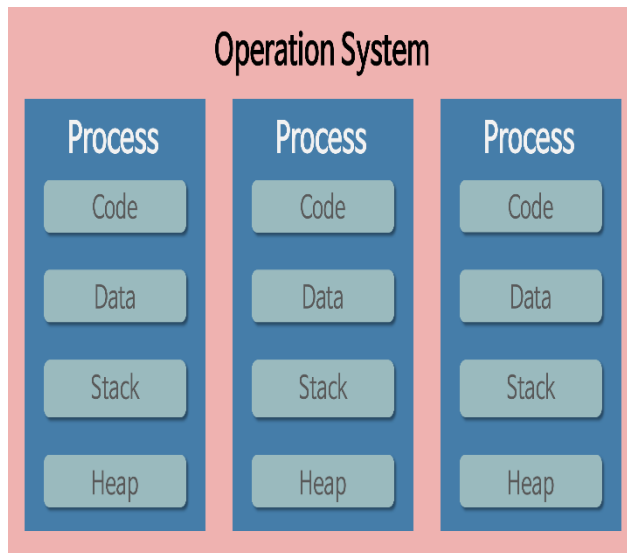 Operation System
Process
Code
Data
Stack
Heap
Process
Code
Data
Stack
Heap
Process
Code
Data
Stack
Heap